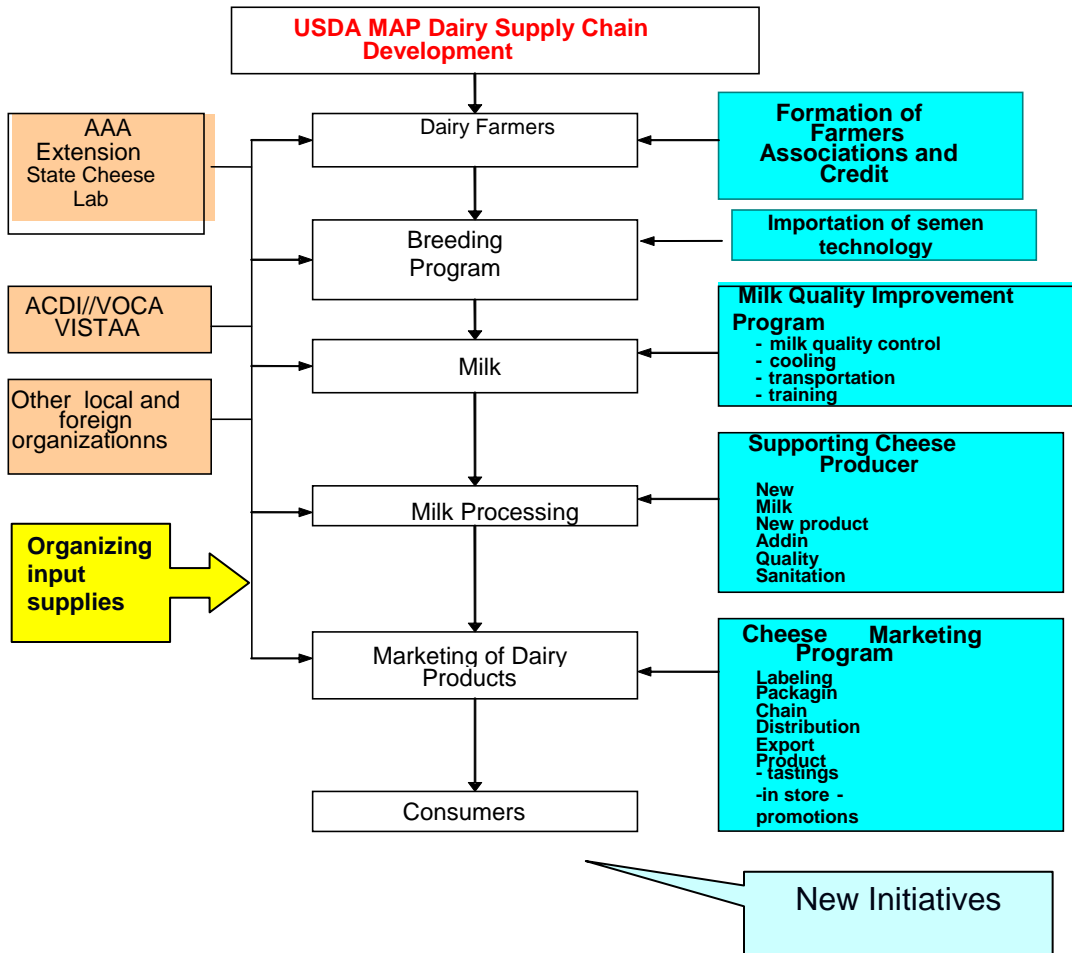 USDA MAP Dairy Supply Chain
Development
Dairy Farmers
Breeding
Program
Milk
Milk Processing
Marketing of Dairy
Products
Consumers
AAA
Extension
State Cheese
Lab
ACDI//VOCA
VISTAA
Other local and
foreign
organizationns
Organizing
input
supplies
Formation of
Farmers
Associations and
Credit
Importation of semen
technology
Milk Quality Improvement
Program
- milk quality control
- cooling
- transportation
- training
Supporting Cheese
Producer
New
Milk
New product
Addin
Quality
Sanitation
Cheese Marketing
Program
Labeling
Packagin
Chain
Distribution
Export
Product
- tastings
-in store -
promotions
New Initiatives